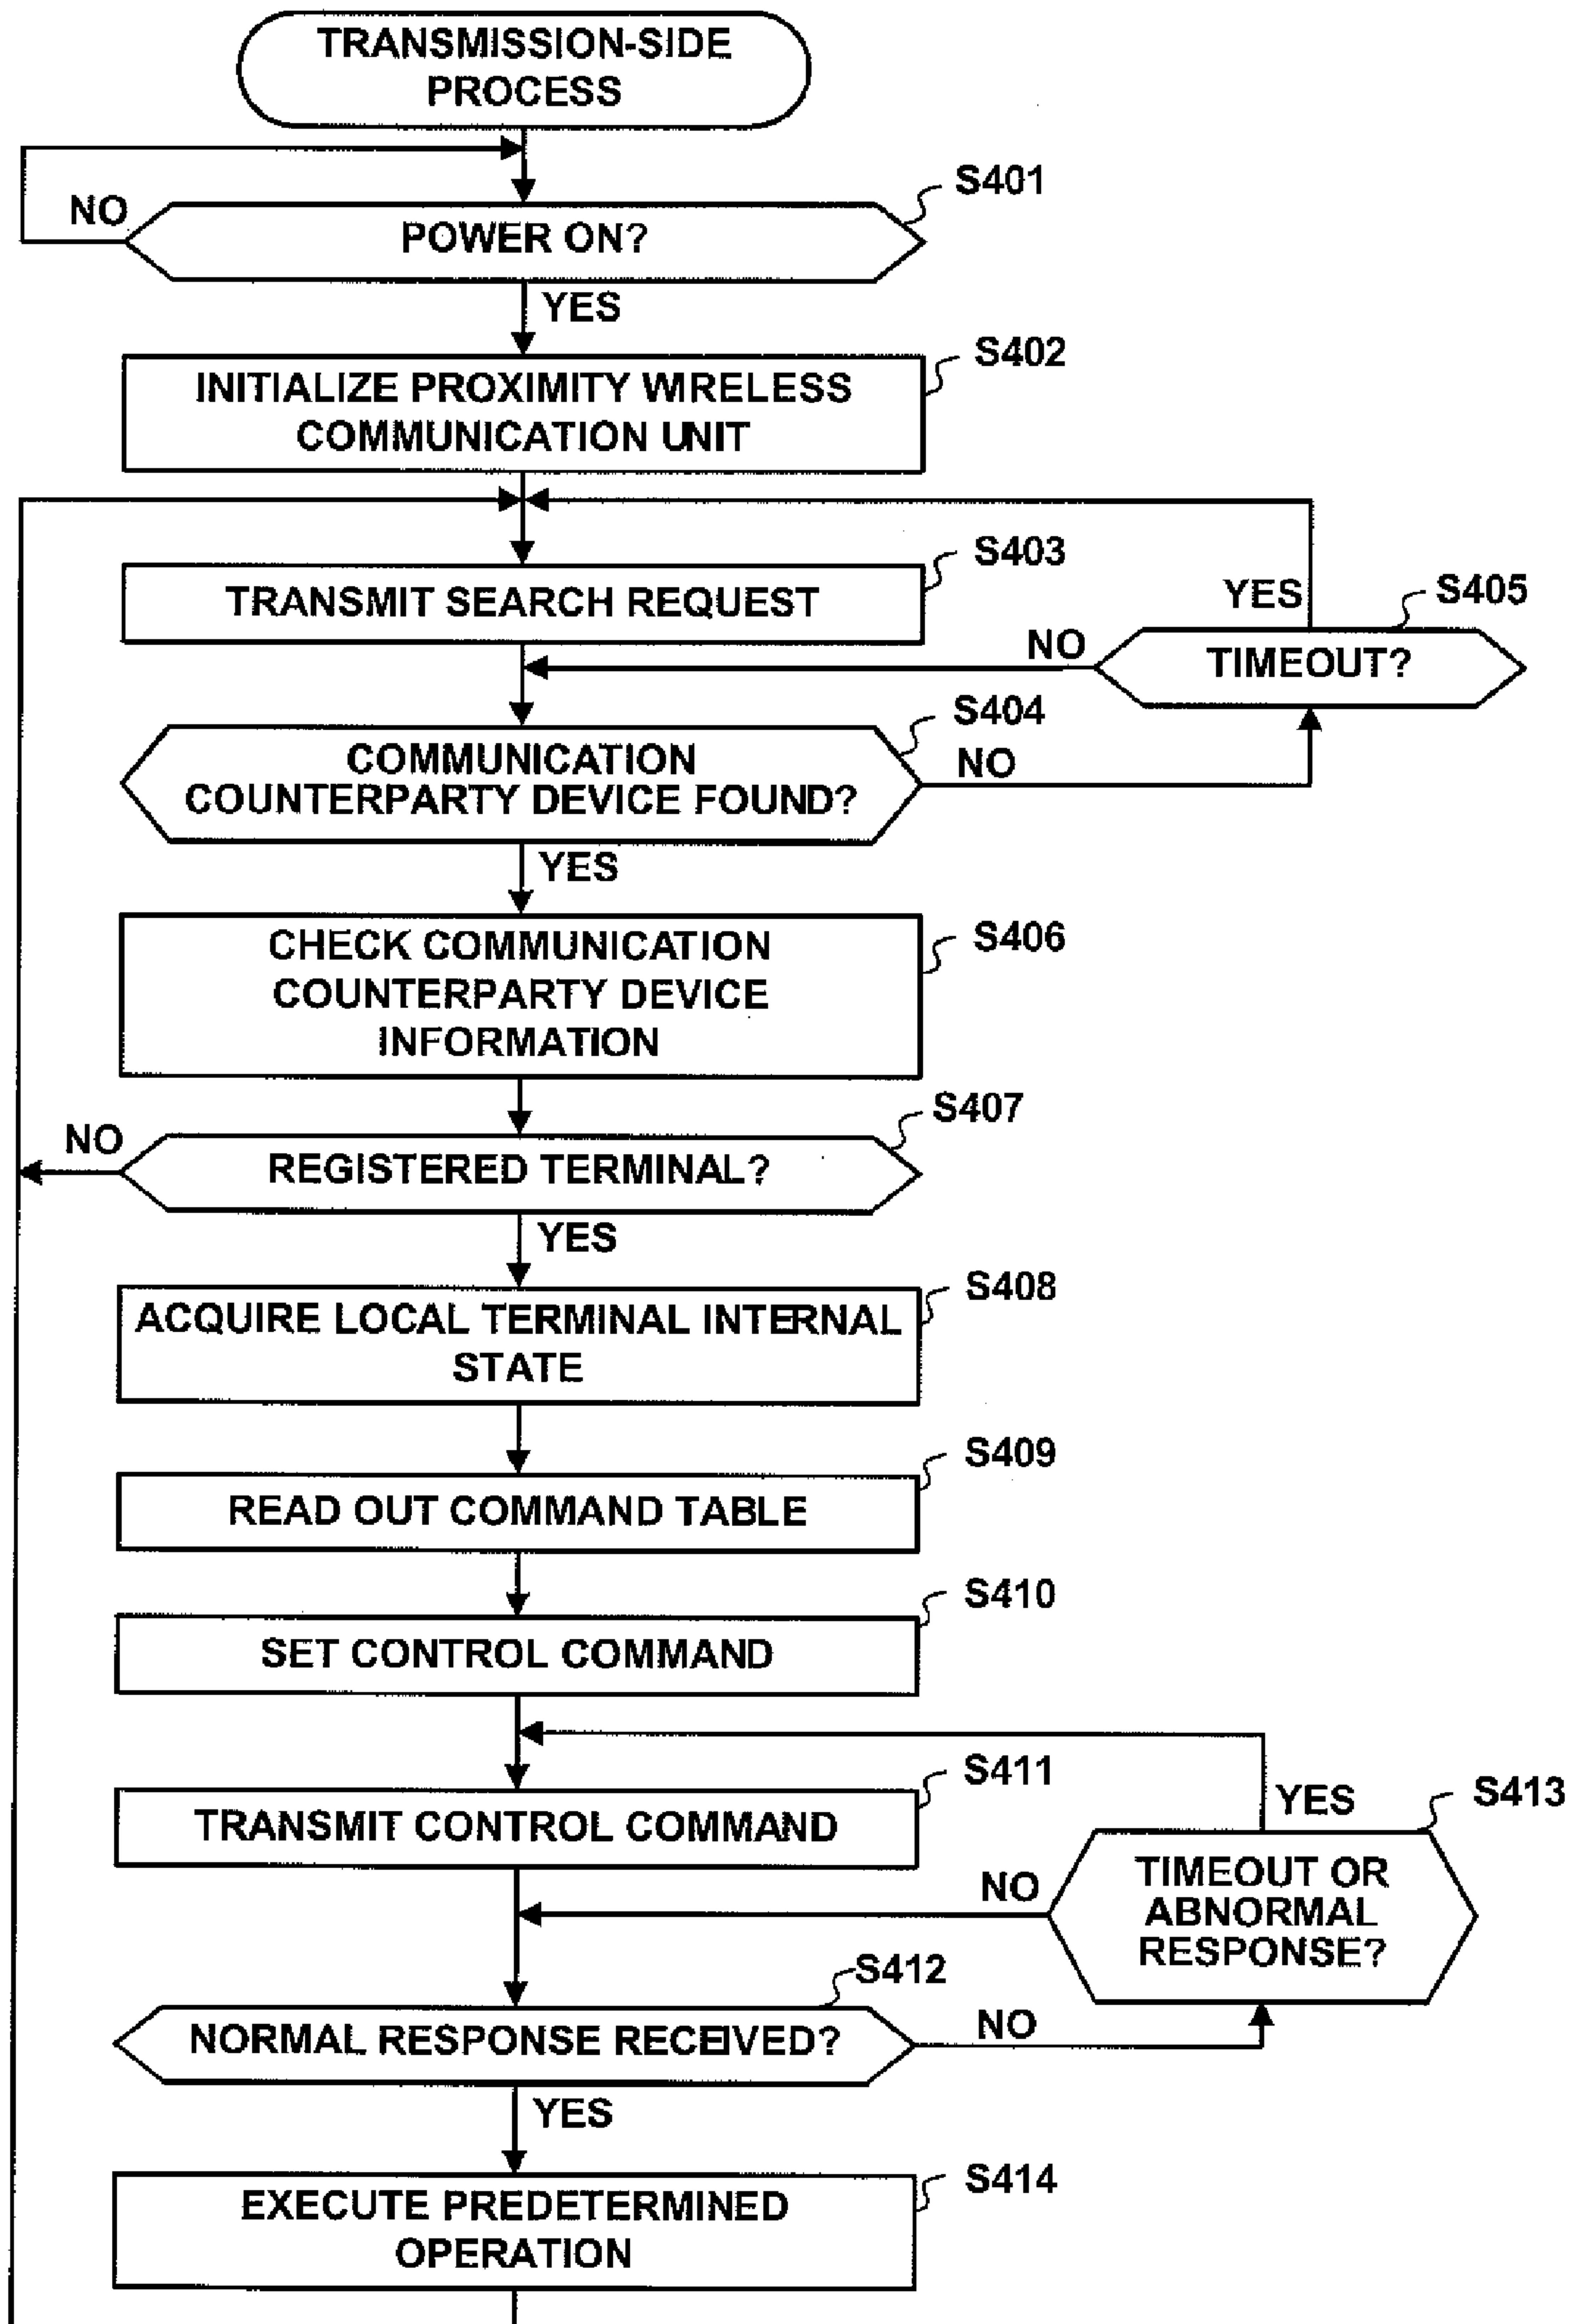 TRANSMISSION-SIDE
PROCESS
S401
NO
POWER ON?
YES
S402
INITIALIZE PROXIMITY WIRELESS
COMMUNICATION UNIT
S403
TRANSMIT SEARCH REQUEST
YES
S405
NO
TIMEOUT?
S404
COMMUNICATION
COUNTERPARTY DEVICE FOUND?
NO
YES
S406
CHECK COMMUNICATION
COUNTERPARTY DEVICE
INFORMATION
S407
NO
REGISTERED TERMINAL?
YES
S408
ACQUIRE LOCAL TERMINAL INTERNAL
STATE
S409
READ OUT COMMAND TABLE
S410
SET CONTROL COMMAND
S411
TRANSMIT CONTROL COMMAND
YES
S413
NO
TIMEOUT OR
ABNORMAL
RESPONSE?
S412
NORMAL RESPONSE RECEIVED?
NO
YES
S414
EXECUTE PREDETERMINED
OPERATION